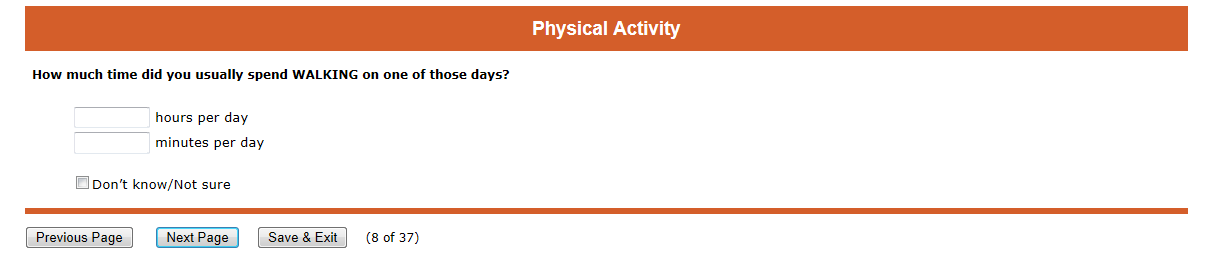 Physical Activity
How much time did you usually spend WALKING on one of those days?
hours per day
minutes per day
Don't know/Not sure
Previous Page Next Page Save & Exit (8 of 37)